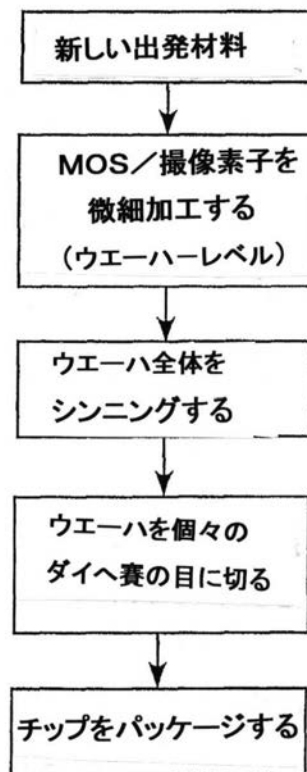 新しい出発材料
MOS／撮像素子を
微細加工する
（ウエーハーレベル）
ウエーハ全体を
シンニングする
ウエーハを個々の
ダイへ賽の目に切る
チップをパッケージする